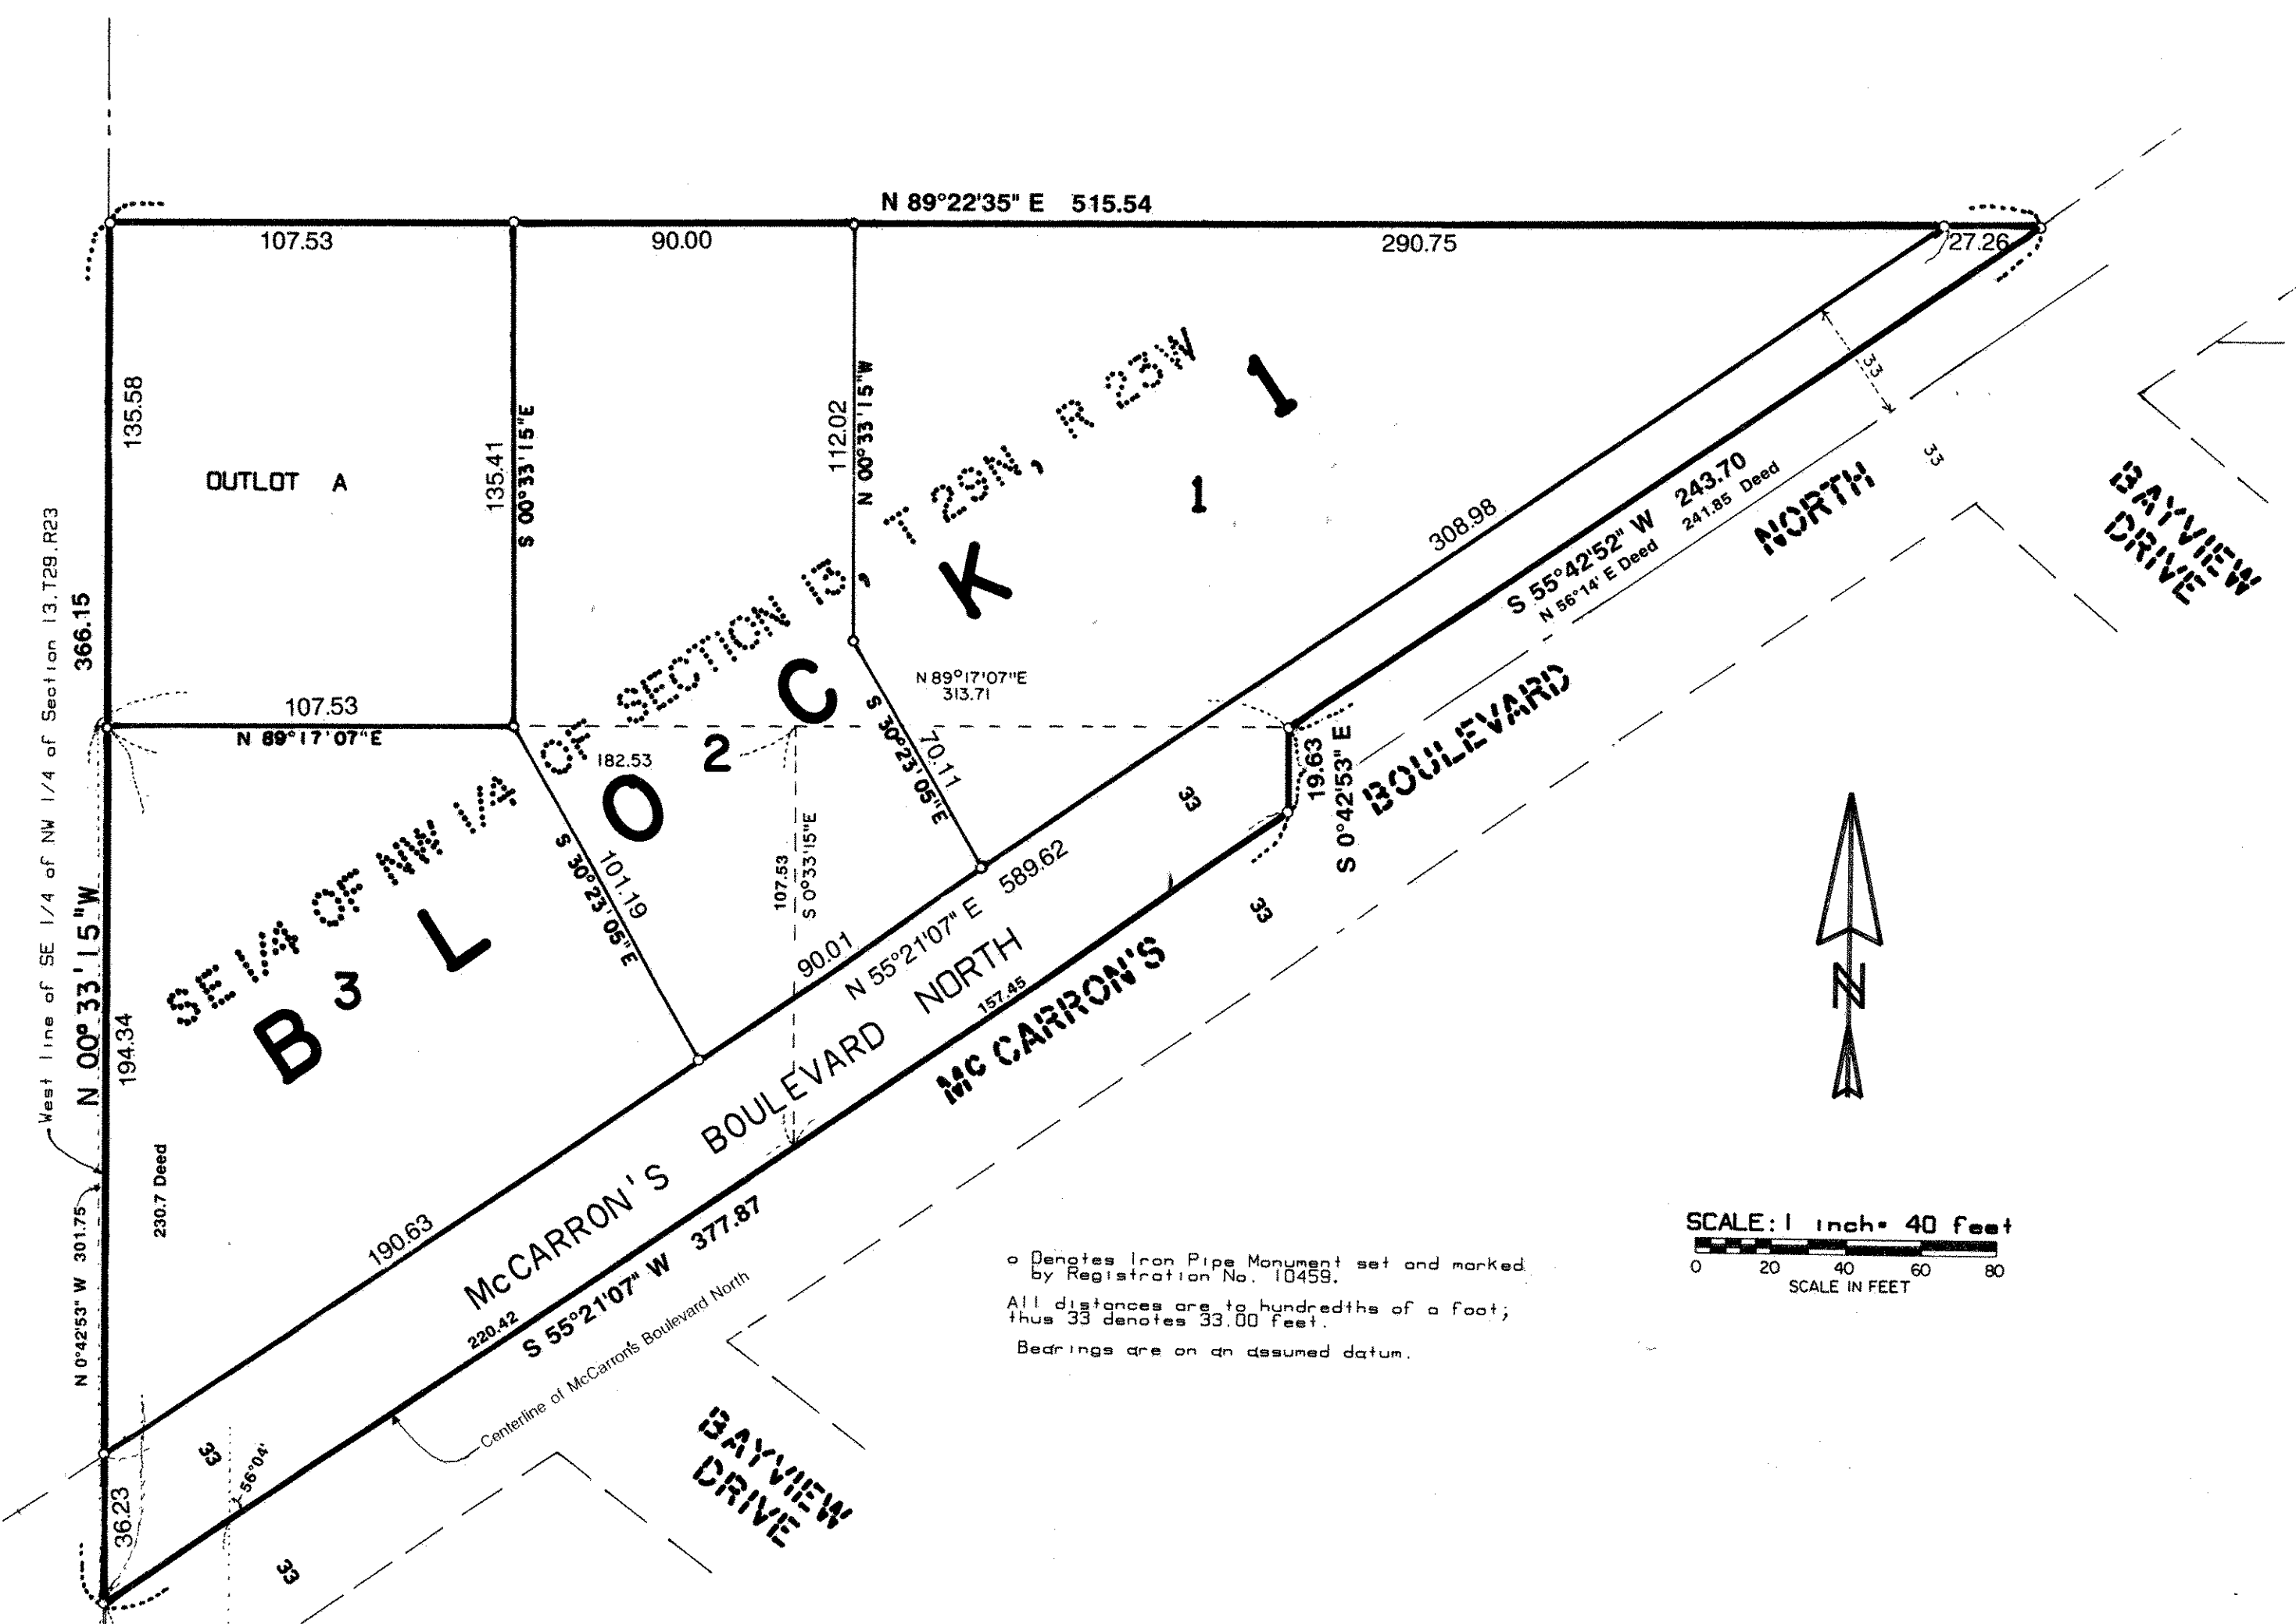 N 89°22'35" E 515.54
107.53
90.00
290.75
27.26
135.58
135.41
S 00°33'15"E
112.02
N 00°33'15"W
OUTLOT A
1
1
308.98
33
33
S 55°42'52" W 243.70
N 56°14' E Deed 241.85 Deed
NORTH
BAYVIEW
DRIVE
West line of SE 1/4 of NW 1/4 of Section 13.T29.R23
366.15
N 00°33'15"W
SE 1/4 OF NW 1/4 OF SECTION 13, T 29N, R 23W
B L O C K
107.53
N 89°17'07"E
N 89°17'07"E
313.71
182.53
2
S 30°23'05"E
70.11
S 30°23'05"E
101.19
107.53
S 0°33'15"E
33
19.63
S 0°42'53" E
BOULEVARD
33
3
194.34
90.01
N 55°21'07" E 589.62
McCARRON'S BOULEVARD NORTH
157.45
Mc CARRON'S
N
230.7 Deed
N 0°42'53" W 301.75
190.63
220.42
S 55°21'07" W 377.87
Centerline of McCarron's Boulevard North
SCALE: 1 inch= 40 feet
0 20 40 60 80
SCALE IN FEET
o Denotes Iron Pipe Monument set and marked
by Registration No. 10459.
All distances are to hundredths of a foot;
thus 33 denotes 33.00 feet.
Bearings are on an assumed datum.
33
56°04'
36.23
33
BAYVIEW
DRIVE